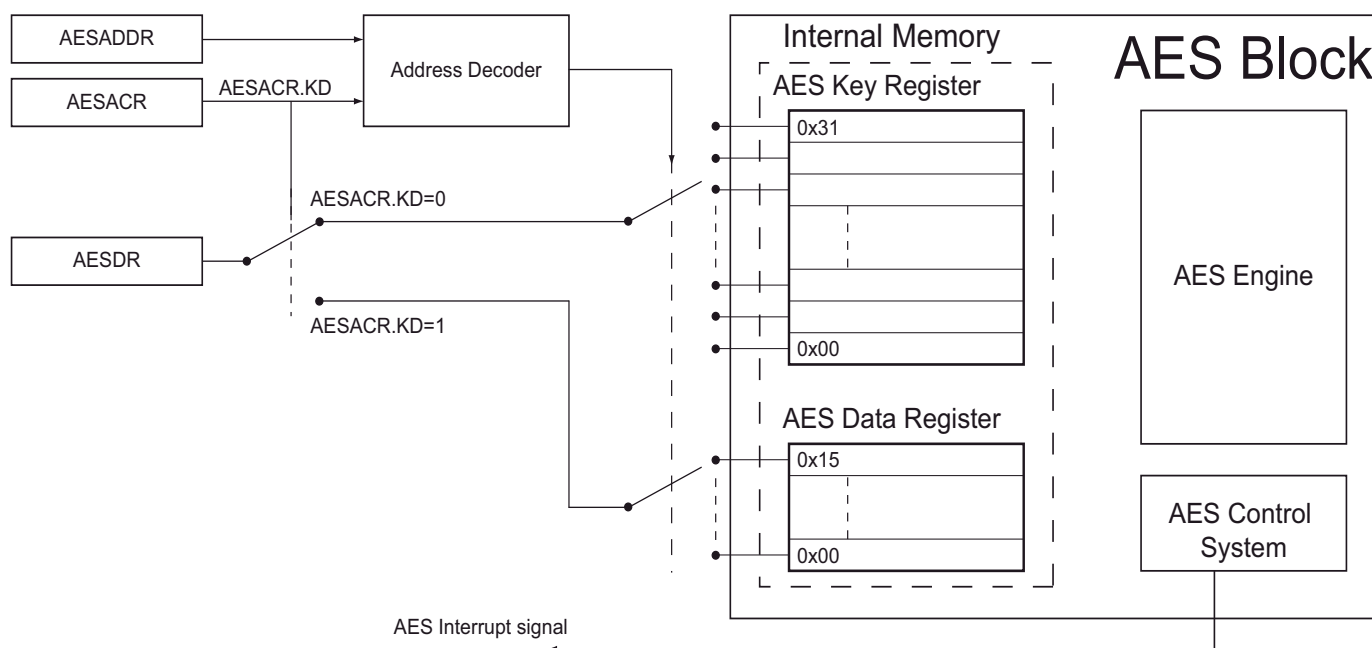 AESADDR
AESACR
AESACR.KD
Address Decoder
AESACR.KD=0
AESDR
AESACR.KD=1
Internal Memory
AES Block
AES Key Register
0x31
0x00
AES Engine
AES Data Register
0x15
0x00
AES Control
System
AES Interrupt signal